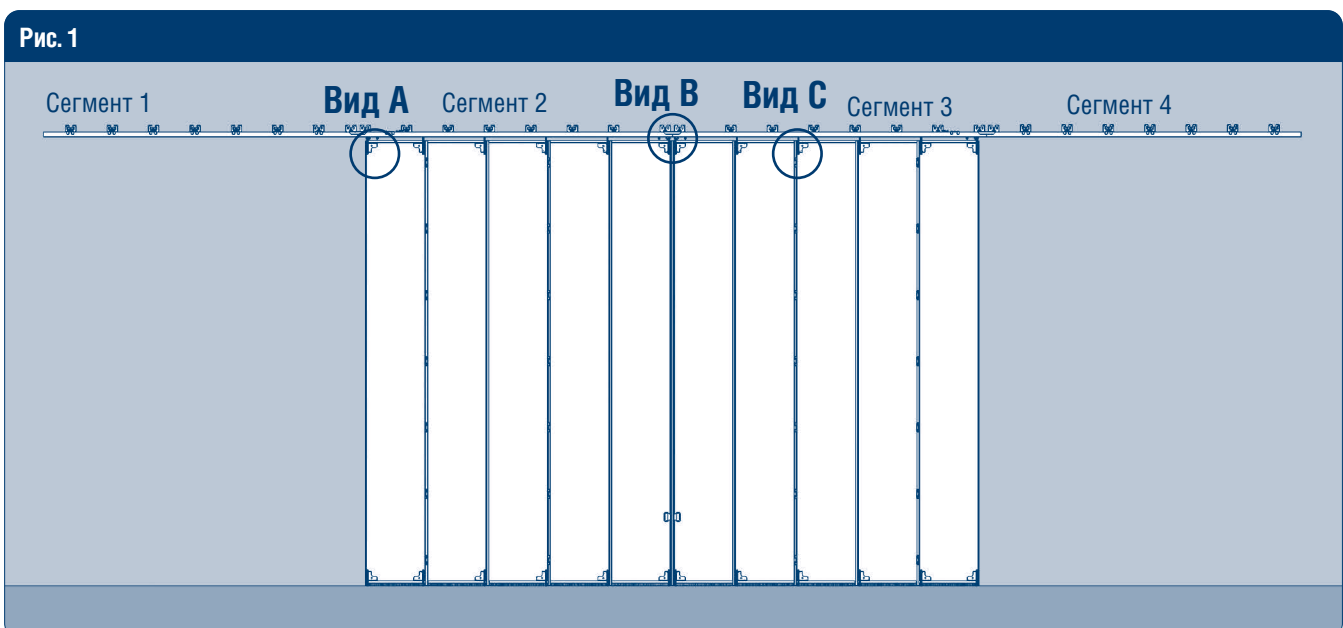 Рис. 1
Сегмент 1
Вид A
Сегмент 2
Вид B
Вид C
Сегмент 3
Сегмент 4